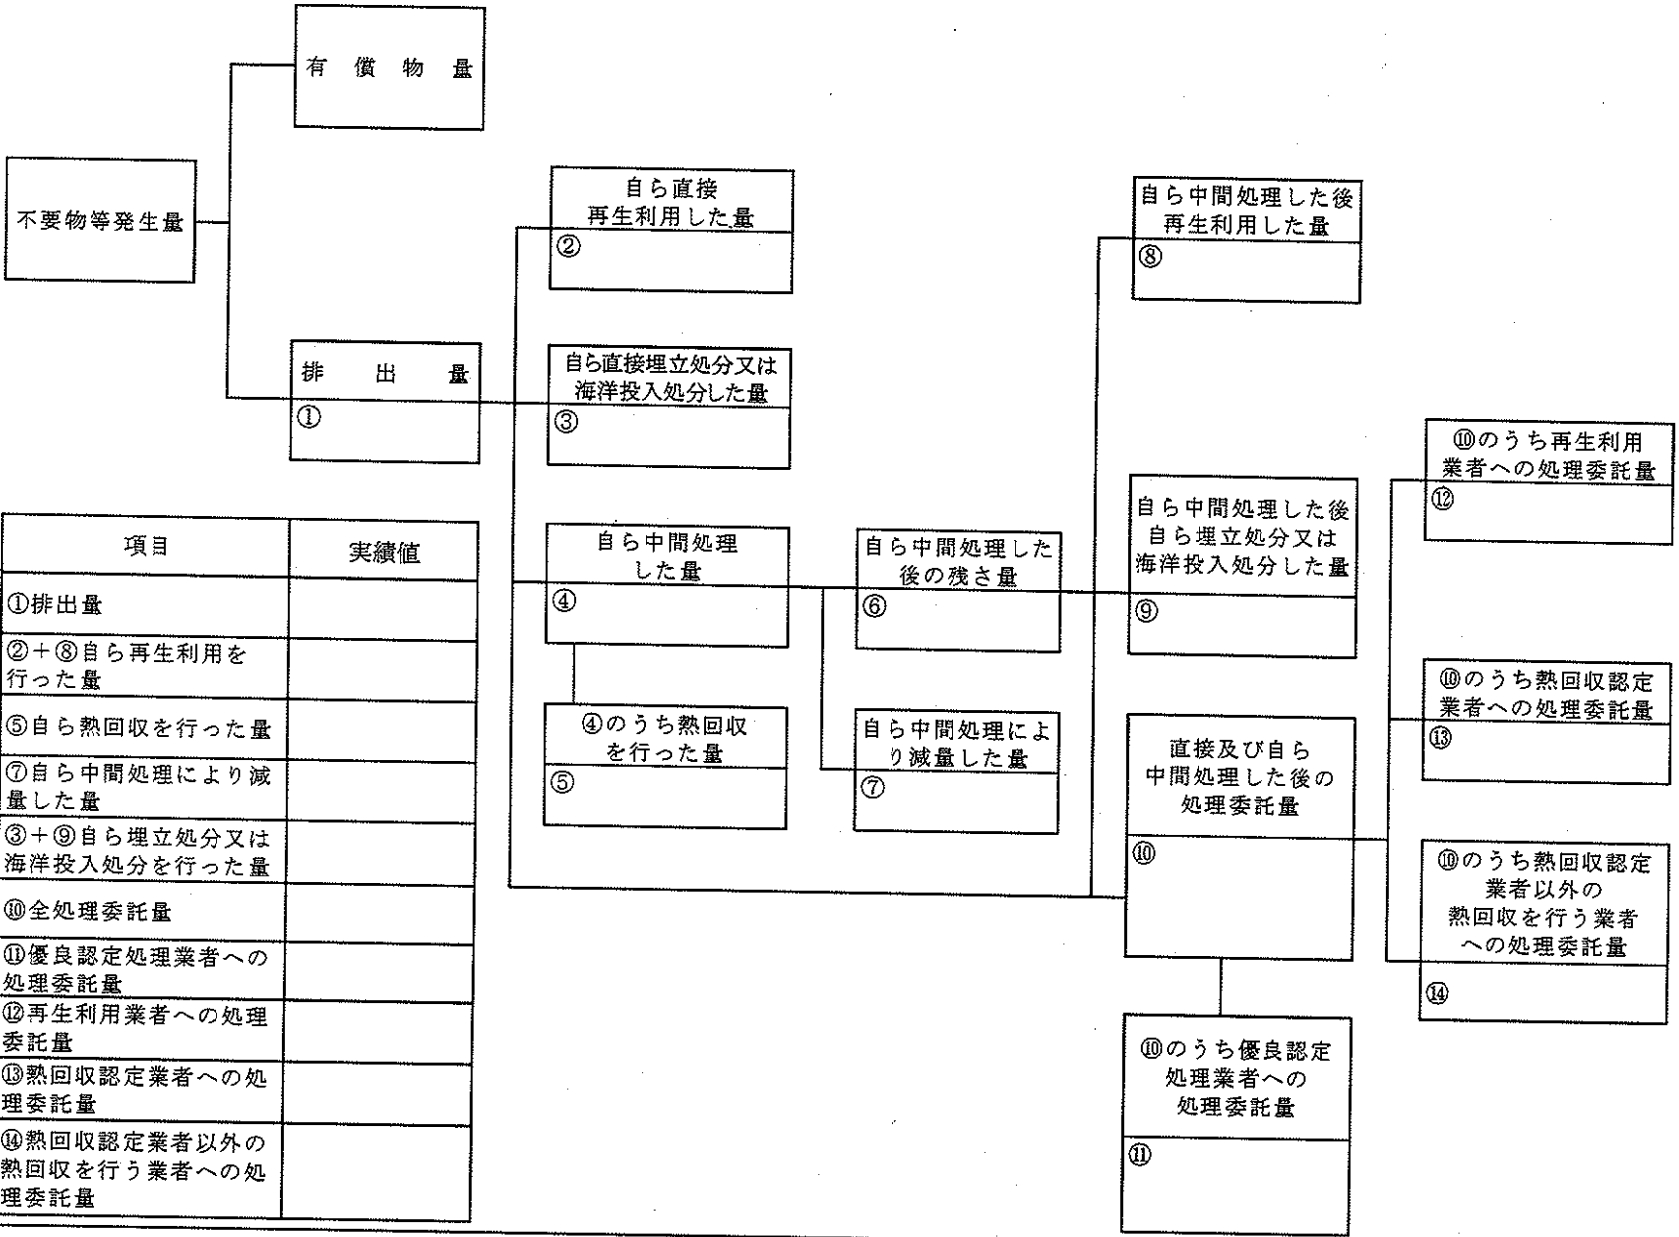 有償物量
不要物等発生量
排出量
①
自ら直接
再生利用した量
②
自ら直接埋立処分又は
海洋投入処分した量
③
自ら中間処理
した量
④
④のうち熱回収
を行った量
⑤
自ら中間処理した
後の残さ量
⑥
自ら中間処理によ
り減量した量
⑦
自ら中間処理した後
再生利用した量
⑧
自ら中間処理した後
自ら埋立処分又は
海洋投入処分した量
⑨
直接及び自ら
中間処理した後の
処理委託量
⑩
⑩のうち優良認定
処理業者への
処理委託量
⑪
⑩のうち再生利用
業者への処理委託量
⑫
⑩のうち熱回収認定
業者への処理委託量
⑬
⑩のうち熱回収認定
業者以外の
熱回収を行う業者
への処理委託量
⑭
項目 実績値
①排出量
②+⑧自ら再生利用を
行った量
⑤自ら熱回収を行った量
⑦自ら中間処理により減
量した量
③+⑨自ら埋立処分又は
海洋投入処分を行った量
⑩全処理委託量
⑪優良認定処理業者への
処理委託量
⑫再生利用業者への処理
委託量
⑬熱回収認定業者への処
理委託量
⑭熱回収認定業者以外の
熱回収を行う業者への処
理委託量